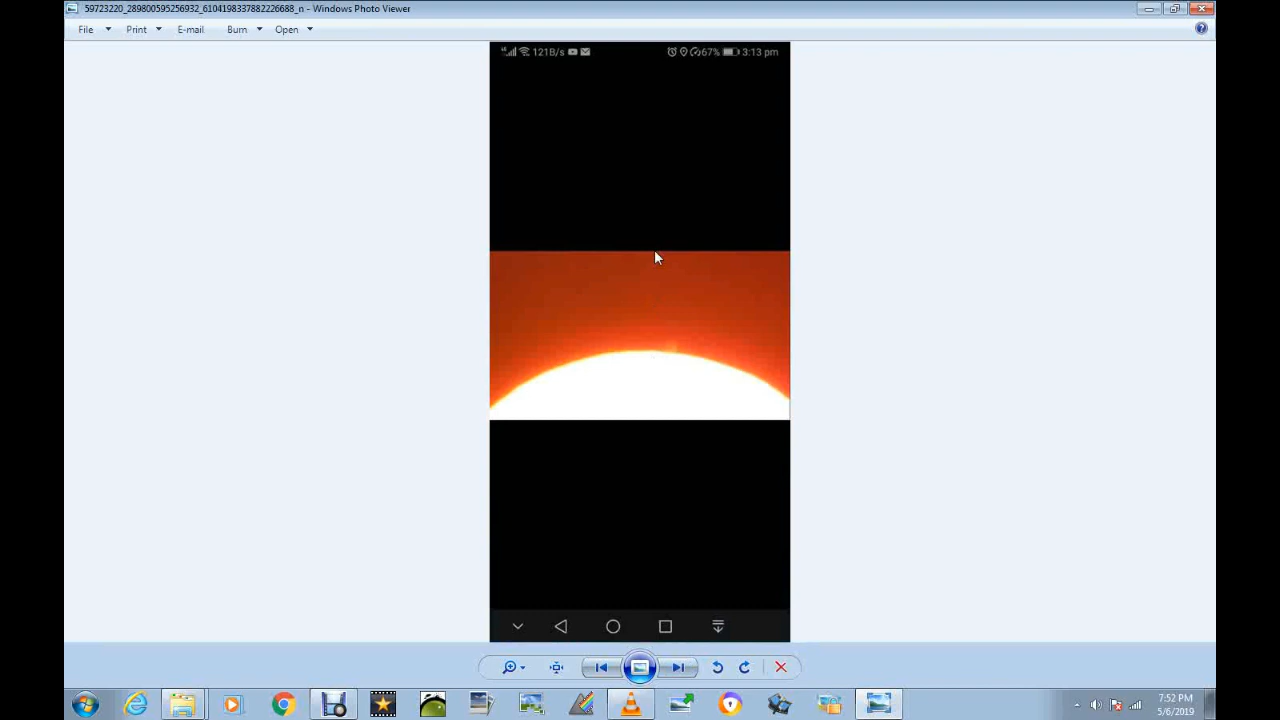 59723220_289800595256932_6104198337882226688_n - Windows Photo Viewer
File Print E-mail Burn Open
121B/s 67% 3:13 pm
7:52 PM
5/6/2019